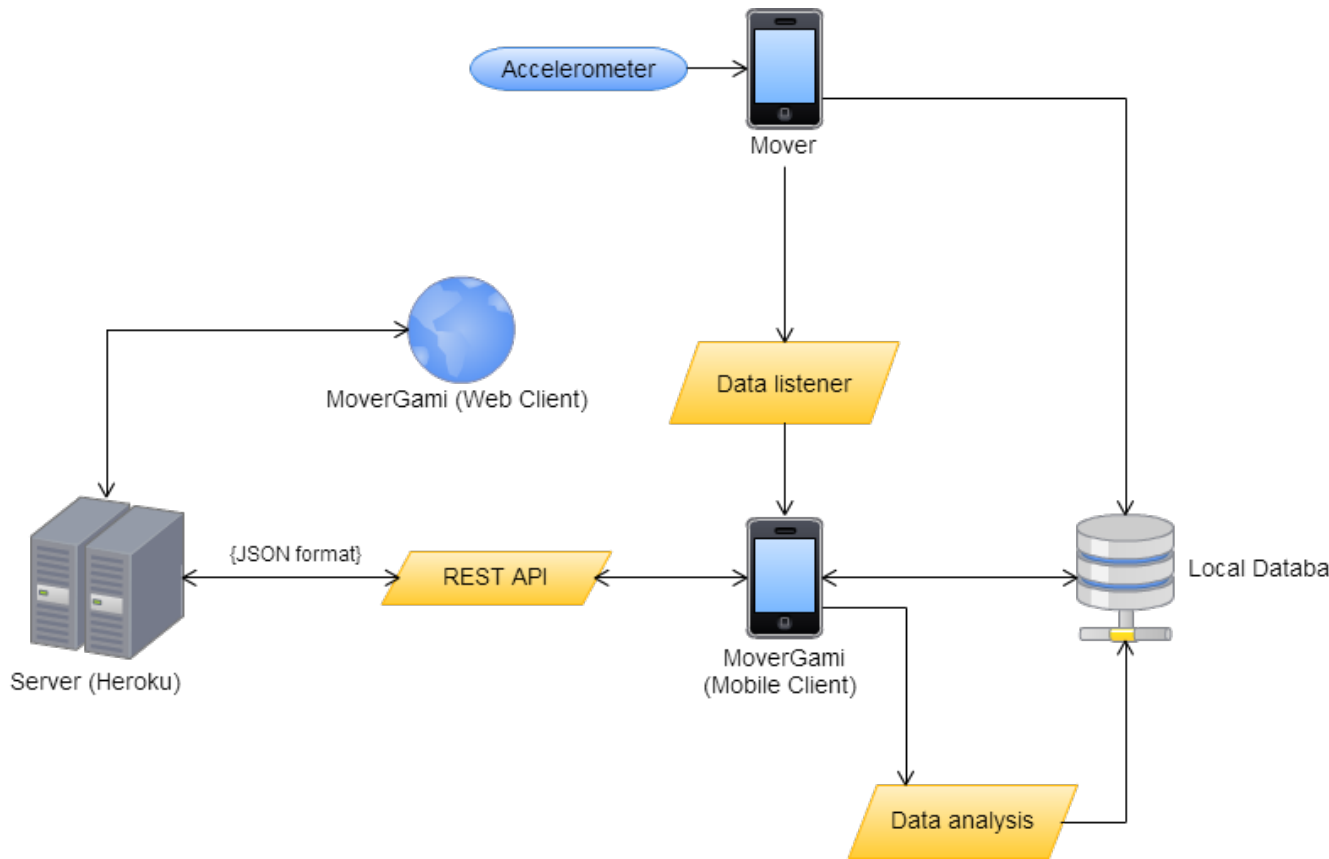 Accelerometer
Mover
Data listener
MoverGami (Web Client)
{JSON format}
REST API
Local Databa
Server (Heroku)
MoverGami
(Mobile Client)
Data analysis